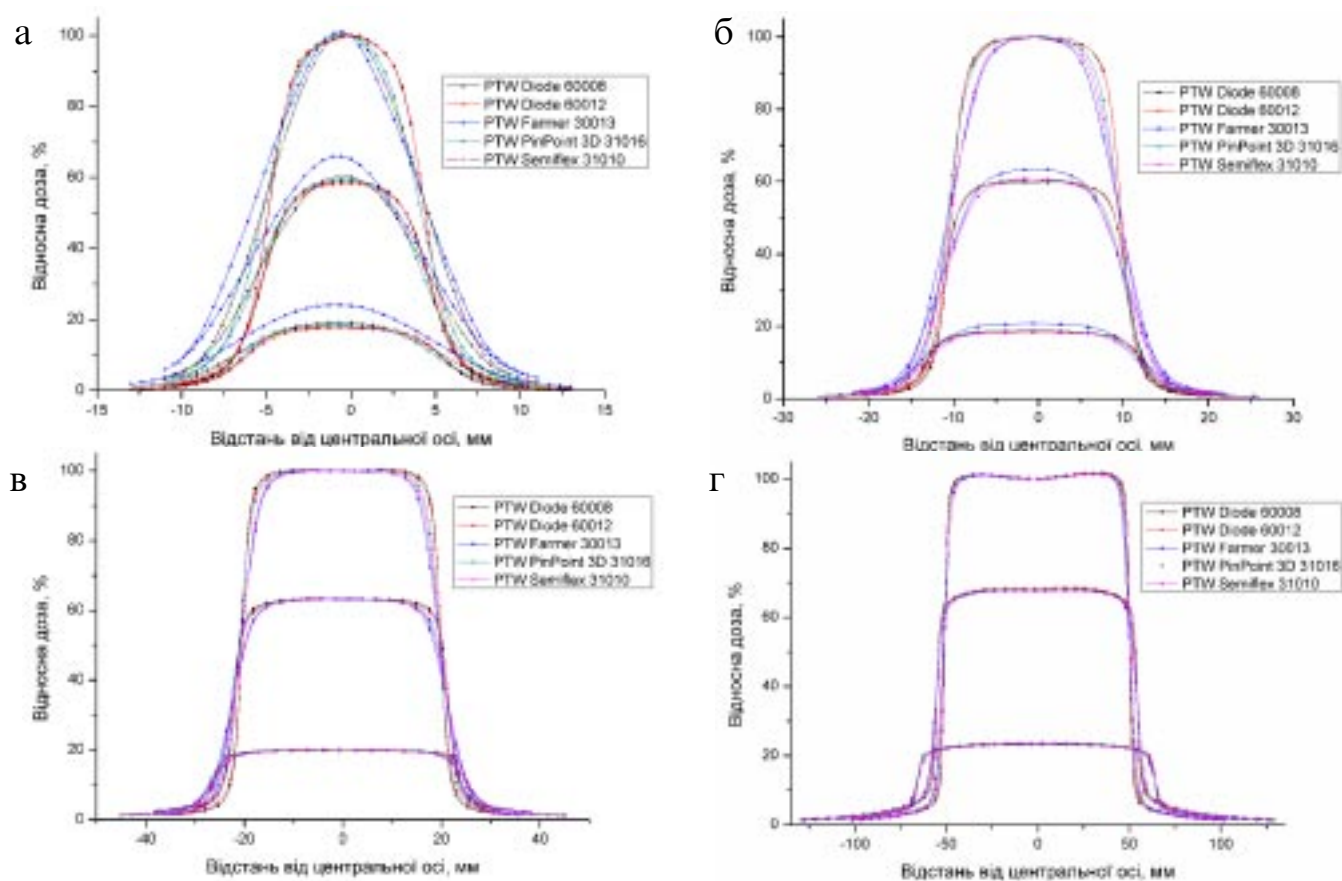 а
100
80
60
40
20
0
Відносна доза, %
-15
-10
-5
0
5
10
15
Відстань від центральної осі, мм
PTW Diode 60008
PTW Diode 60012
PTW Farmer 30013
PTW PinPoint 3D 31016
PTW Semiflex 31010
б
100
80
60
40
20
0
Відносна доза, %
-30
-20
-10
0
10
20
30
Відстань від центральної осі, мм
PTW Diode 60008
PTW Diode 60012
PTW Farmer 30013
PTW PinPoint 3D 31016
PTW Semiflex 31010
в
100
80
60
40
20
0
Відносна доза, %
-40
-20
0
20
40
Відстань від центральної осі, мм
PTW Diode 60008
PTW Diode 60012
PTW Farmer 30013
PTW PinPoint 3D 31016
PTW Semiflex 31010
г
100
80
60
40
20
0
Відносна доза, %
-100
-50
0
50
100
Відстань від центральної осі, мм
PTW Diode 60008
PTW Diode 60012
PTW Farmer 30013
PTW PinPoint 3D 31016
PTW Semiflex 31010